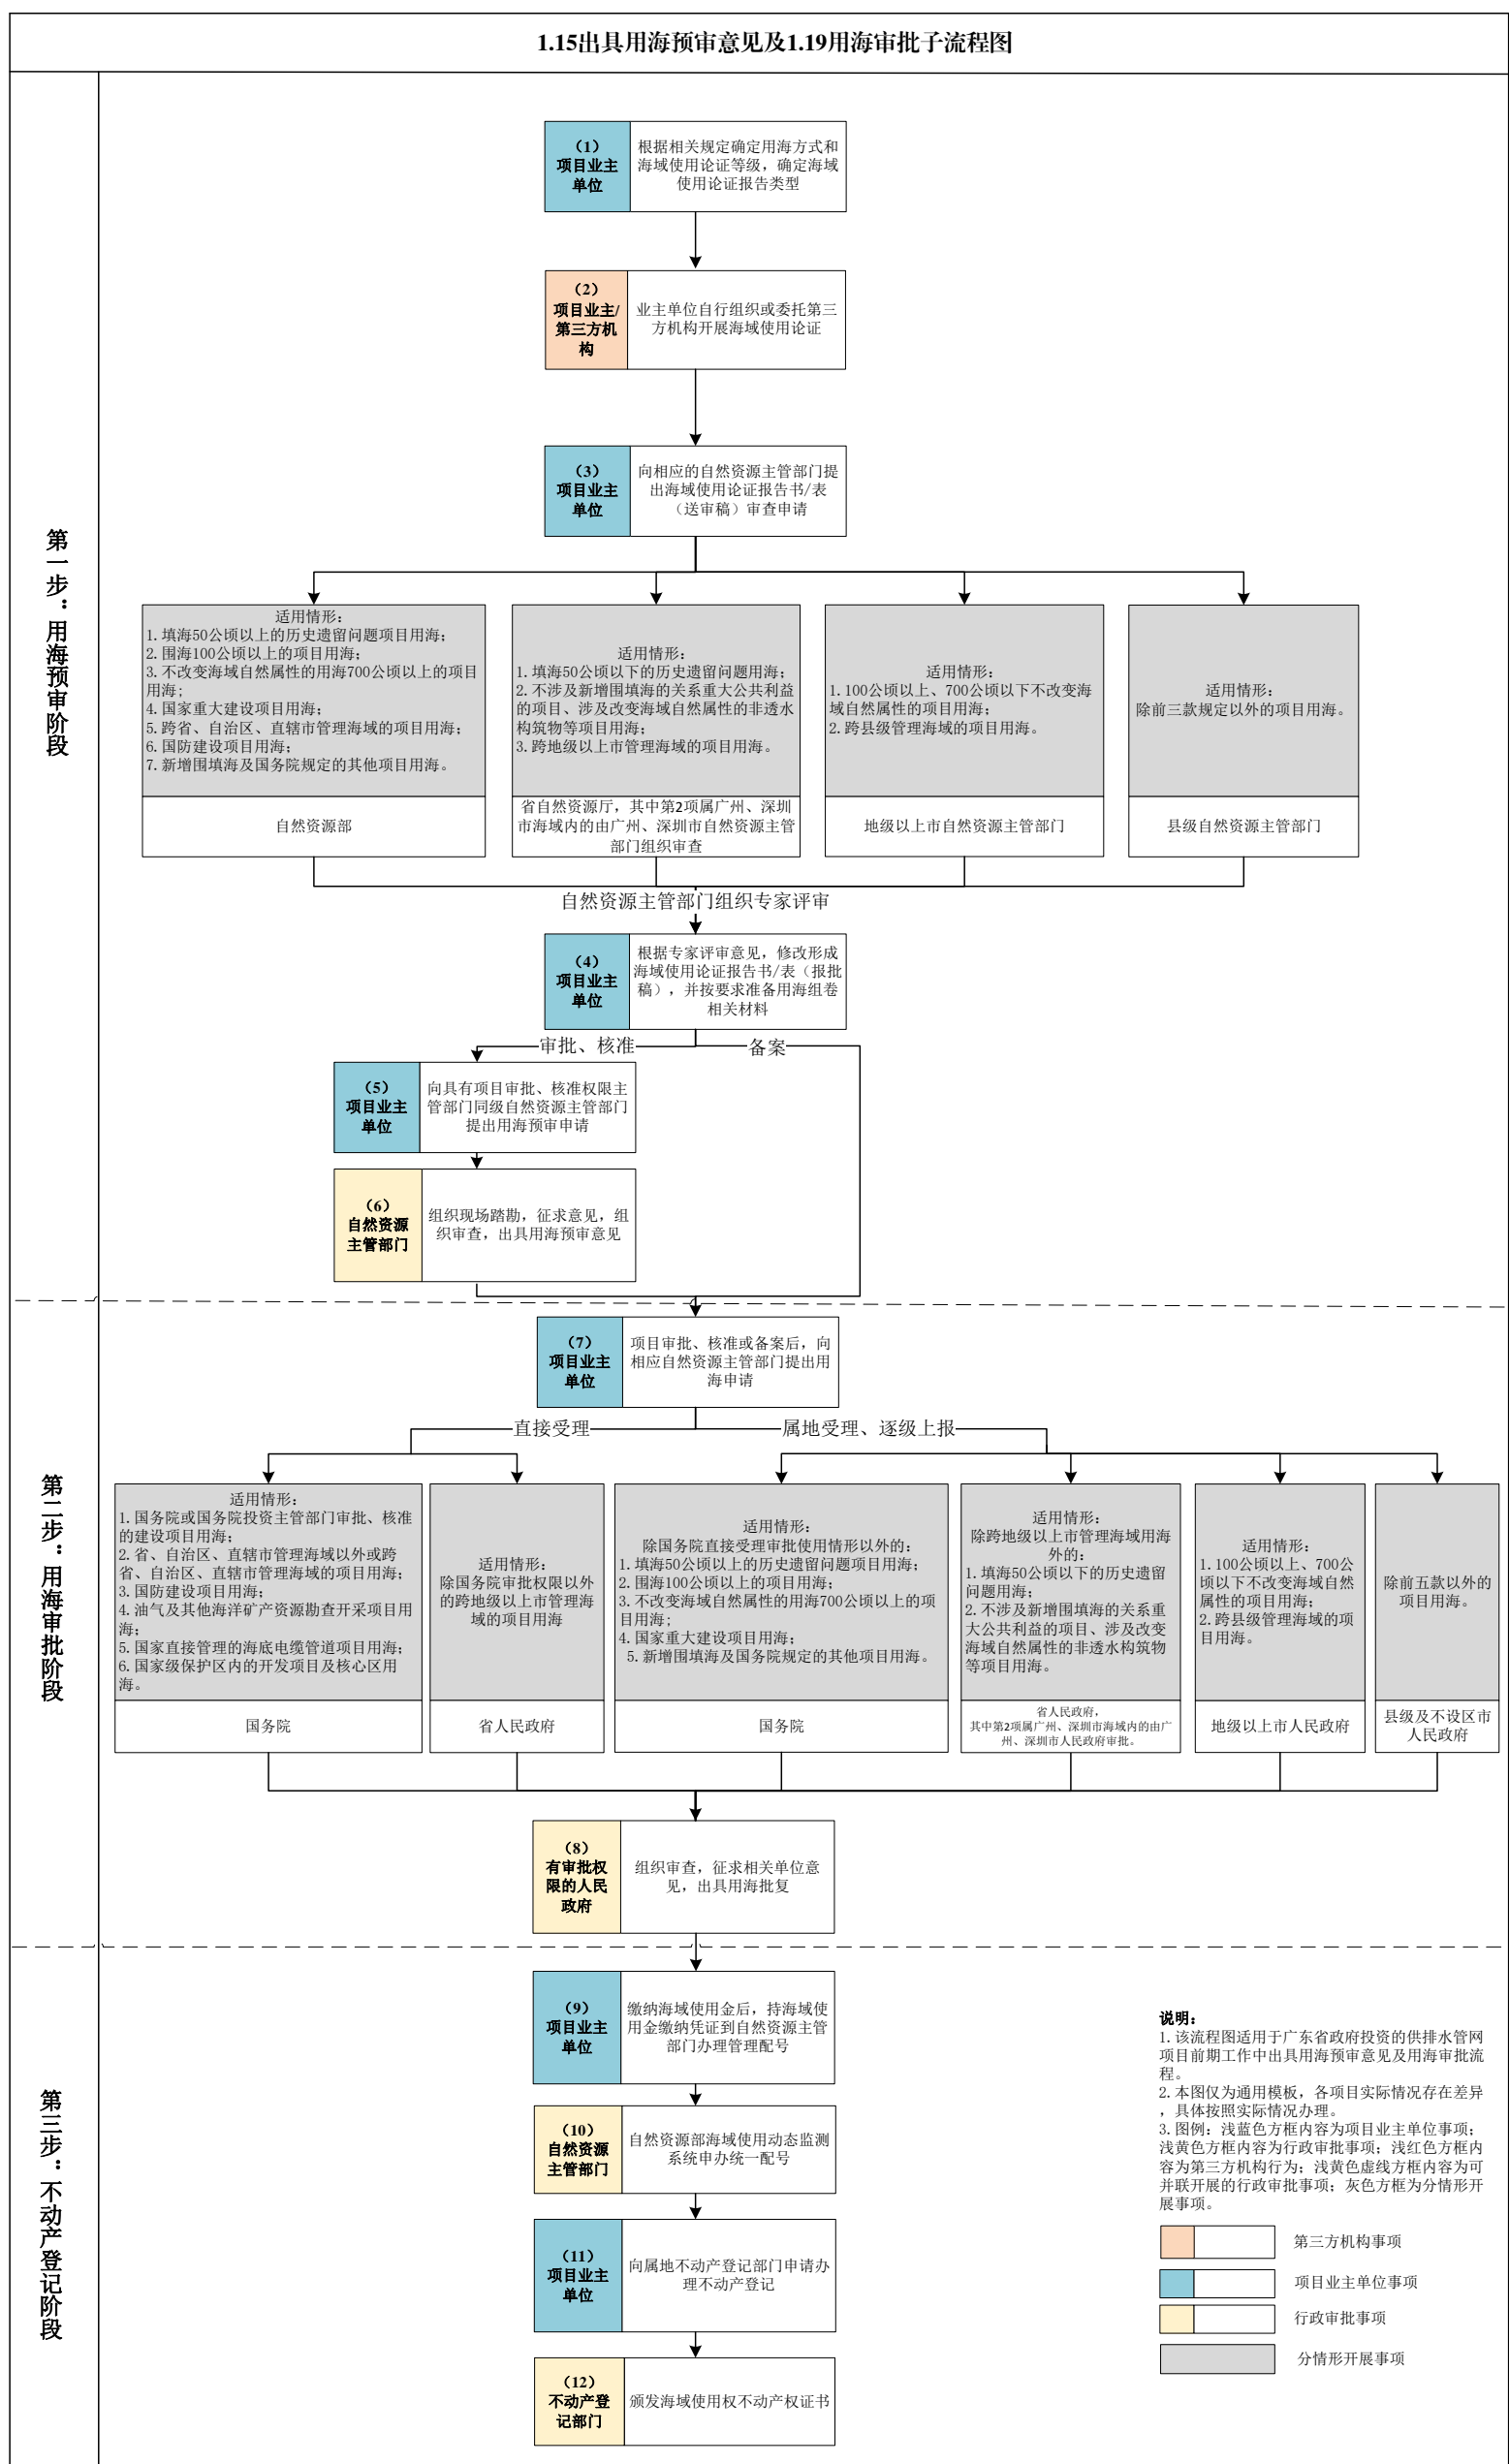 1.15出具用海预审意见及1.19用海审批子流程图
第一步：用海预审阶段
（1）
项目业主
单位
根据相关规定确定用海方式和
海域使用论证等级，确定海域
使用论证报告类型
（2）
项目业主/
第三方机
构
业主单位自行组织或委托第三
方机构开展海域使用论证
（3）
项目业主
单位
向相应的自然资源主管部门提
出海域使用论证报告书/表
（送审稿）审查申请
适用情形：
1.填海50公顷以上的历史遗留问题项目用海；
2.围海100公顷以上的项目用海；
3.不改变海域自然属性的用海700公顷以上的项目
用海；
4.国家重大建设项目用海；
5.跨省、自治区、直辖市管理海域的项目用海；
6.国防建设项目用海；
7.新增围填海及国务院规定的其他项目用海。
自然资源部
适用情形：
1.填海50公顷以下的历史遗留问题用海；
2.不涉及新增围填海的关系重大公共利益
的项目、涉及改变海域自然属性的非透水
构筑物等项目用海；
3.跨地级以上市管理海域的项目用海。
省自然资源厅，其中第2项属广州、深圳
市海域内的由广州、深圳市自然资源主管
部门组织审查
适用情形：
1.100公顷以上、700公顷以下不改变海
域自然属性的项目用海；
2.跨县级管理海域的项目用海。
地级以上市自然资源主管部门
适用情形：
除前三款规定以外的项目用海。
县级自然资源主管部门
自然资源主管部门组织专家评审
（4）
项目业主
单位
根据专家评审意见，修改形成
海域使用论证报告书/表（报批
稿），并按要求准备用海组卷
相关材料
审批、核准
备案
（5）
项目业主
单位
向具有项目审批、核准权限主
管部门同级自然资源主管部门
提出用海预审申请
（6）
自然资源
主管部门
组织现场踏勘，征求意见，组
织审查，出具用海预审意见
第二步：用海审批阶段
（7）
项目业主
单位
项目审批、核准或备案后，向
相应自然资源主管部门提出用
海申请
直接受理
属地受理、逐级上报
适用情形：
1.国务院或国务院投资主管部门审批、核准
的建设项目用海；
2.省、自治区、直辖市管理海域以外或跨
省、自治区、直辖市管理海域的项目用海；
3.国防建设项目用海；
4.油气及其他海洋矿产资源勘查开采项目用
海；
5.国家直接管理的海底电缆管道项目用海；
6.国家级保护区内的开发项目及核心区用
海。
国务院
适用情形：
除国务院审批权限以外
的跨地级以上市管理海
域的项目用海
省人民政府
适用情形：
除国务院直接受理审批使用情形以外的：
1.填海50公顷以上的历史遗留问题项目用海；
2.围海100公顷以上的项目用海；
3.不改变海域自然属性的用海700公顷以上的项
目用海；
4.国家重大建设项目用海；
5.新增围填海及国务院规定的其他项目用海。
国务院
适用情形：
除跨地级以上市管理海域用海
外的：
1.填海50公顷以下的历史遗留
问题用海；
2.不涉及新增围填海的关系重
大公共利益的项目、涉及改变
海域自然属性的非透水构筑物
等项目用海。
省人民政府，
其中第2项属广州、深圳市海域内的由广
州、深圳市人民政府审批。
适用情形：
1.100公顷以上、700公
顷以下不改变海域自然
属性的项目用海；
2.跨县级管理海域的项
目用海。
地级以上市人民政府
除前五款以外的
项目用海。
县级及不设区市
人民政府
（8）
有审批权
限的人民
政府
组织审查，征求相关单位意
见，出具用海批复
第三步：不动产登记阶段
（9）
项目业主
单位
缴纳海域使用金后，持海域使
用金缴纳凭证到自然资源主管
部门办理管理配号
（10）
自然资源
主管部门
自然资源部海域使用动态监测
系统申办统一配号
（11）
项目业主
单位
向属地不动产登记部门申请办
理不动产登记
（12）
不动产登
记部门
颁发海域使用权不动产权证书
说明：
1.该流程图适用于广东省政府投资的供排水管网
项目前期工作中出具用海预审意见及用海审批流
程。
2.本图仅为通用模板，各项目实际情况存在差异
，具体按照实际情况办理。
3.图例：浅蓝色方框内容为项目业主单位事项；
浅黄色方框内容为行政审批事项；浅红色方框内
容为第三方机构行为；浅黄色虚线方框内容为可
并联开展的行政审批事项；灰色方框为分情形开
展事项。
第三方机构事项
项目业主单位事项
行政审批事项
分情形开展事项